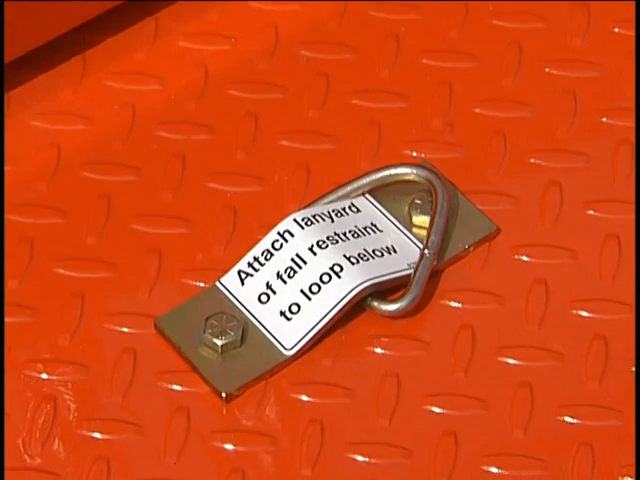 Attach lanyard
of fall restraint
to loop below